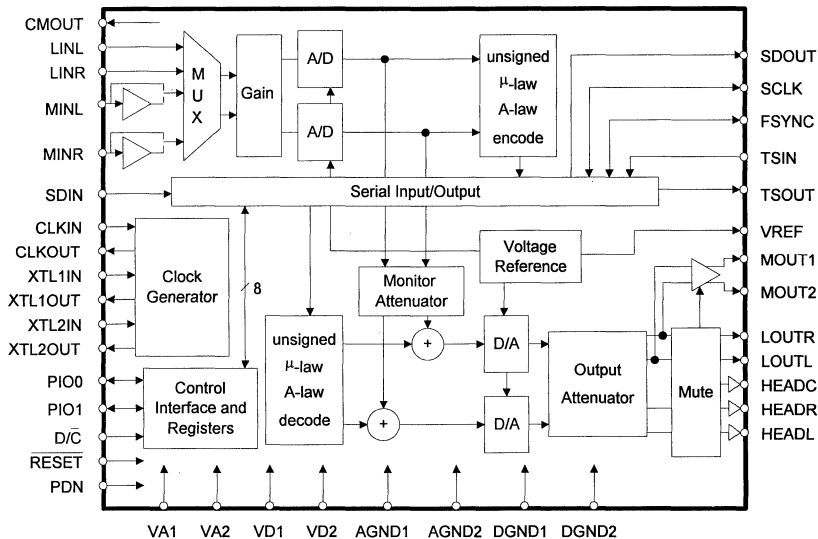 CMOUT
LINL
LINR
MINL
MINR
SDIN
CLKIN
CLKOUT
XTL1IN
XTL1OUT
XTL2IN
XTL2OUT
PIO0
PIO1
D/C̅
R̅E̅S̅E̅T̅
PDN
M
U
X
Gain
A/D
A/D
unsigned
μ-law
A-law
encode
Serial Input/Output
Clock
Generator
8
Control
Interface and
Registers
unsigned
μ-law
A-law
decode
Monitor
Attenuator
+
+
Voltage
Reference
D/A
D/A
Output
Attenuator
Mute
SDOUT
SCLK
FSYNC
TSIN
TSOUT
VREF
MOUT1
MOUT2
LOUTR
LOUTL
HEADC
HEADR
HEADL
VA1 VA2 VD1 VD2 AGND1 AGND2 DGND1 DGND2